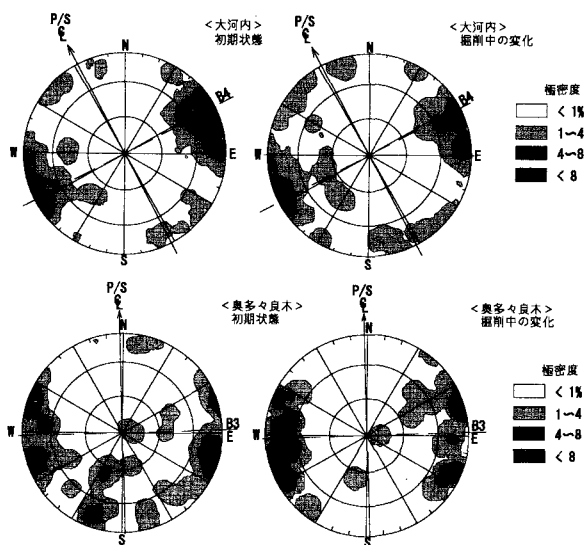 <大河内>
初期状態
P/S
℄
N
B4
W
E
S
<大河内>
掘削中の変化
P/S
℄
N
B4
W
E
S
極密度
< 1%
1~4
4~8
< 8
<奥多々良木>
初期状態
P/S
℄
N
B3
W
E
S
<奥多々良木>
掘削中の変化
P/S
℄
N
B3
W
E
S
極密度
< 1%
1~4
4~8
< 8